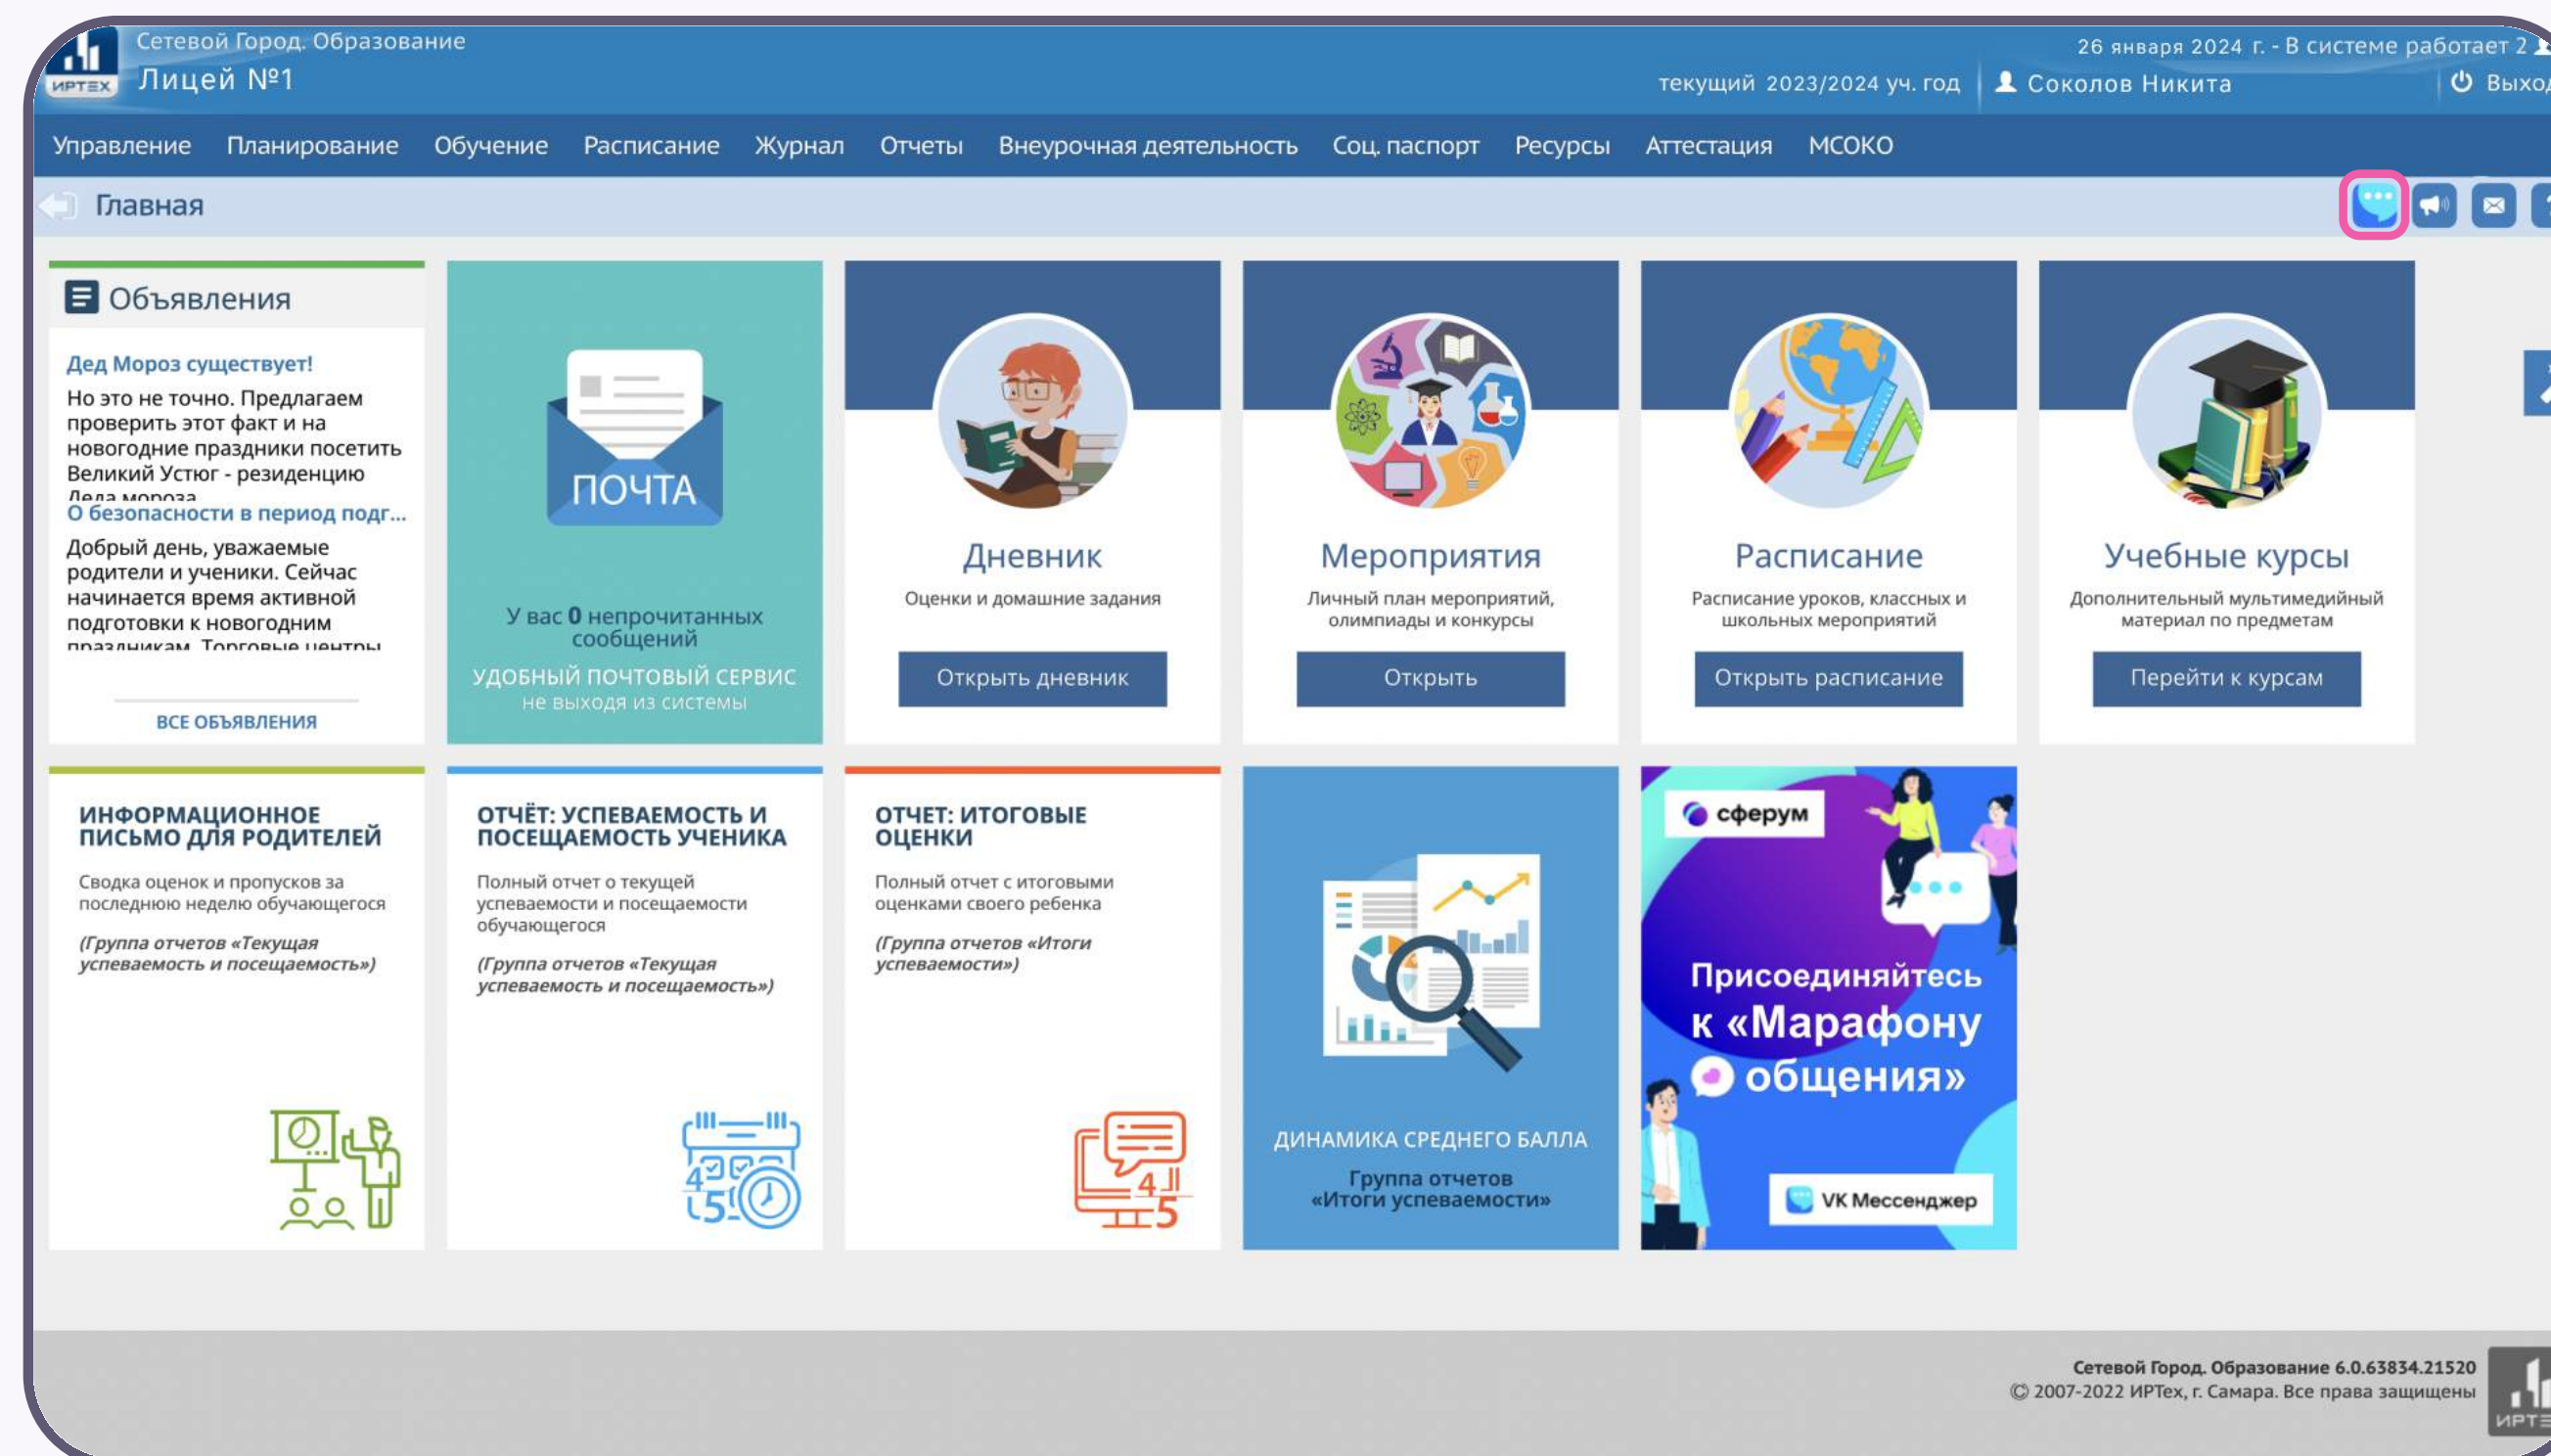 Сетевой Город. Образование
Лицей №1
ИРТЕХ
26 января 2024 г. - В системе работает 2
текущий 2023/2024 уч. год
Соколов Никита
Выход
Управление Планирование Обучение Расписание Журнал Отчеты Внеурочная деятельность Соц. паспорт Ресурсы Аттестация МСОКО
Главная
Объявления
Дед Мороз существует!
Но это не точно. Предлагаем
проверить этот факт и на
новогодние праздники посетить
Великий Устюг - резиденцию
Деда мороза
О безопасности в период подг...
Добрый день, уважаемые
родители и ученики. Сейчас
начинается время активной
подготовки к новогодним
праздникам. Торговые центры
ВСЕ ОБЪЯВЛЕНИЯ
ПОЧТА
У вас 0 непрочитанных
сообщений
УДОБНЫЙ ПОЧТОВЫЙ СЕРВИС
не выходя из системы
Дневник
Оценки и домашние задания
Открыть дневник
Мероприятия
Личный план мероприятий,
олимпиады и конкурсы
Открыть
Расписание
Расписание уроков, классных и
школьных мероприятий
Открыть расписание
Учебные курсы
Дополнительный мультимедийный
материал по предметам
Перейти к курсам
ИНФОРМАЦИОННОЕ
ПИСЬМО ДЛЯ РОДИТЕЛЕЙ
Сводка оценок и пропусков за
последнюю неделю обучающегося
(Группа отчетов «Текущая
успеваемость и посещаемость»)
ОТЧЁТ: УСПЕВАЕМОСТЬ И
ПОСЕЩАЕМОСТЬ УЧЕНИКА
Полный отчет о текущей
успеваемости и посещаемости
обучающегося
(Группа отчетов «Текущая
успеваемость и посещаемость»)
4
5
ОТЧЕТ: ИТОГОВЫЕ
ОЦЕНКИ
Полный отчет с итоговыми
оценками своего ребенка
(Группа отчетов «Итоги
успеваемости»)
4
5
ДИНАМИКА СРЕДНЕГО БАЛЛА
Группа отчетов
«Итоги успеваемости»
сферум
Присоединяйтесь
к «Марафону
общения»
VK Мессенджер
Сетевой Город. Образование 6.0.63834.21520
© 2007-2022 ИРТех, г. Самара. Все права защищены